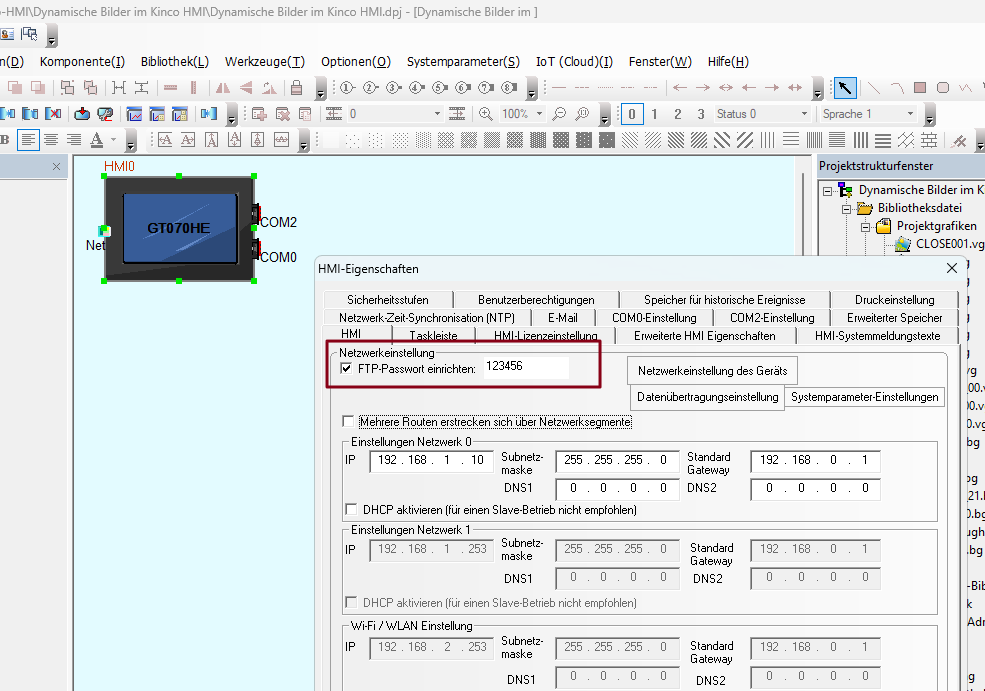 -HMI\Dynamische Bilder im Kinco HMI\Dynamische Bilder im Kinco HMI.dpj - [Dynamische Bilder im ]
n(D) Komponente(I) Bibliothek(L) Werkzeuge(T) Optionen(O) Systemparameter(S) IoT (Cloud)(I) Fenster(W) Hilfe(H)
1 2 3 4 5 6 7 8
0 100% 0 1 2 3 Status 0 Sprache 1
B A A A A A A A
HMI0
GT070HE
COM2
Net
COM0
Projektstrukturfenster
Dynamische Bilder im K
Bibliotheksdatei
Projektgrafiken
CLOSE001.vg
HMI-Eigenschaften
Sicherheitsstufen Benutzerberechtigungen Speicher für historische Ereignisse Druckeinstellung
Netzwerk-Zeit-Synchronisation (NTP) E-Mail COM0-Einstellung COM2-Einstellung Erweiterter Speicher
HMI Taskleiste HMI-Lizenzeinstellung Erweiterte HMI Eigenschaften HMI-Systemmeldungstexte
Netzwerkeinstellung
FTP-Passwort einrichten: 123456
Netzwerkeinstellung des Geräts
Datenübertragungseinstellung Systemparameter-Einstellungen
Mehrere Routen erstrecken sich über Netzwerksegmente
Einstellungen Netzwerk 0
IP 192 . 168 . 1 . 10 Subnetz-maske 255 . 255 . 255 . 0 Standard Gateway 192 . 168 . 0 . 1
DNS1 0 . 0 . 0 . 0 DNS2 0 . 0 . 0 . 0
DHCP aktivieren (für einen Slave-Betrieb nicht empfohlen)
Einstellungen Netzwerk 1
IP 192 . 168 . 1 . 253 Subnetz-maske 255 . 255 . 255 . 0 Standard Gateway 192 . 168 . 0 . 1
DNS1 0 . 0 . 0 . 0 DNS2 0 . 0 . 0 . 0
DHCP aktivieren (für einen Slave-Betrieb nicht empfohlen)
Wi-Fi / WLAN Einstellung
IP 192 . 168 . 2 . 253 Subnetz-maske 255 . 255 . 255 . 0 Standard Gateway 192 . 168 . 0 . 1
DNS1 0 . 0 . 0 . 0 DNS2 0 . 0 . 0 . 0